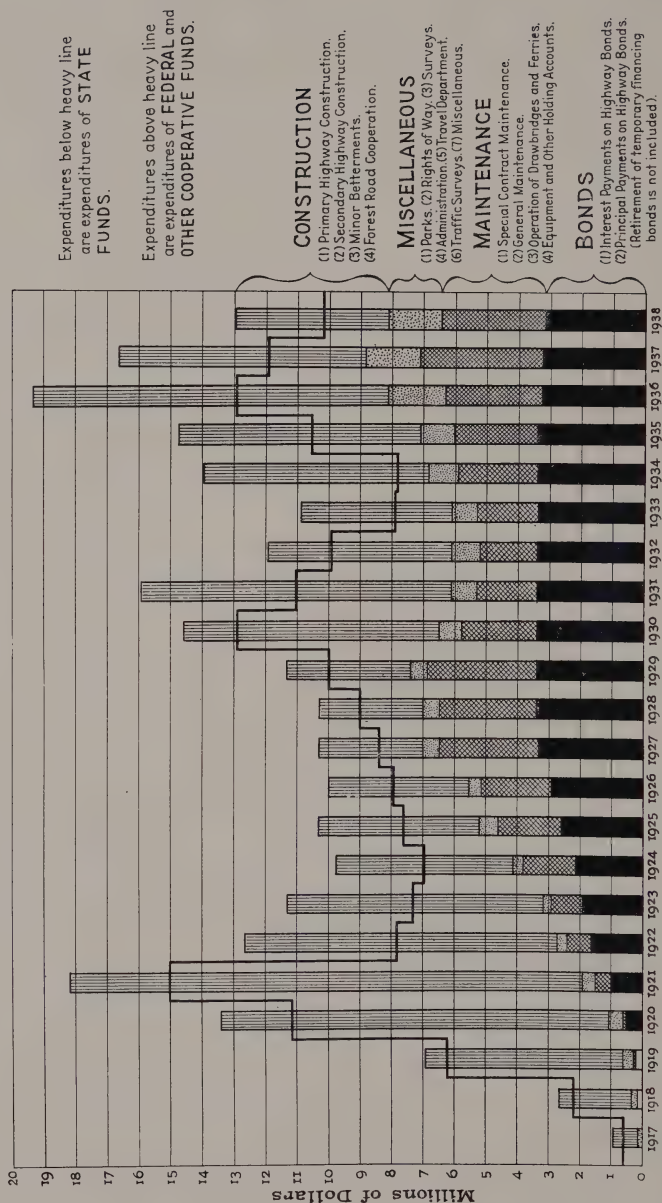 Expenditures below heavy line
are expenditures of STATE
FUNDS.
Expenditures above heavy line
are expenditures of FEDERAL and
OTHER COOPERATIVE FUNDS.
CONSTRUCTION
(1) Primary Highway Construction.
(2) Secondary Highway Construction.
(3) Minor Betterments.
(4) Forest Road Cooperation.
MISCELLANEOUS
(1) Parks. (2) Rights of Way. (3) Surveys.
(4) Administration. (5) Travel Department.
(6) Traffic Surveys. (7) Miscellaneous.
MAINTENANCE
(1) Special Contract Maintenance.
(2) General Maintenance.
(3) Operation of Drawbridges and Ferries.
(4) Equipment and Other Holding Accounts.
BONDS
(1) Interest Payments on Highway Bonds.
(2) Principal Payments on Highway Bonds.
(Retirement of temporary financing
bonds is not included).
Millions of Dollars
20
19
18
17
16
15
14
13
12
11
10
9
8
7
6
5
4
3
2
1
0
1917 1918 1919 1920 1921 1922 1923 1924 1925 1926 1927 1928 1929 1930 1931 1932 1933 1934 1935 1936 1937 1938